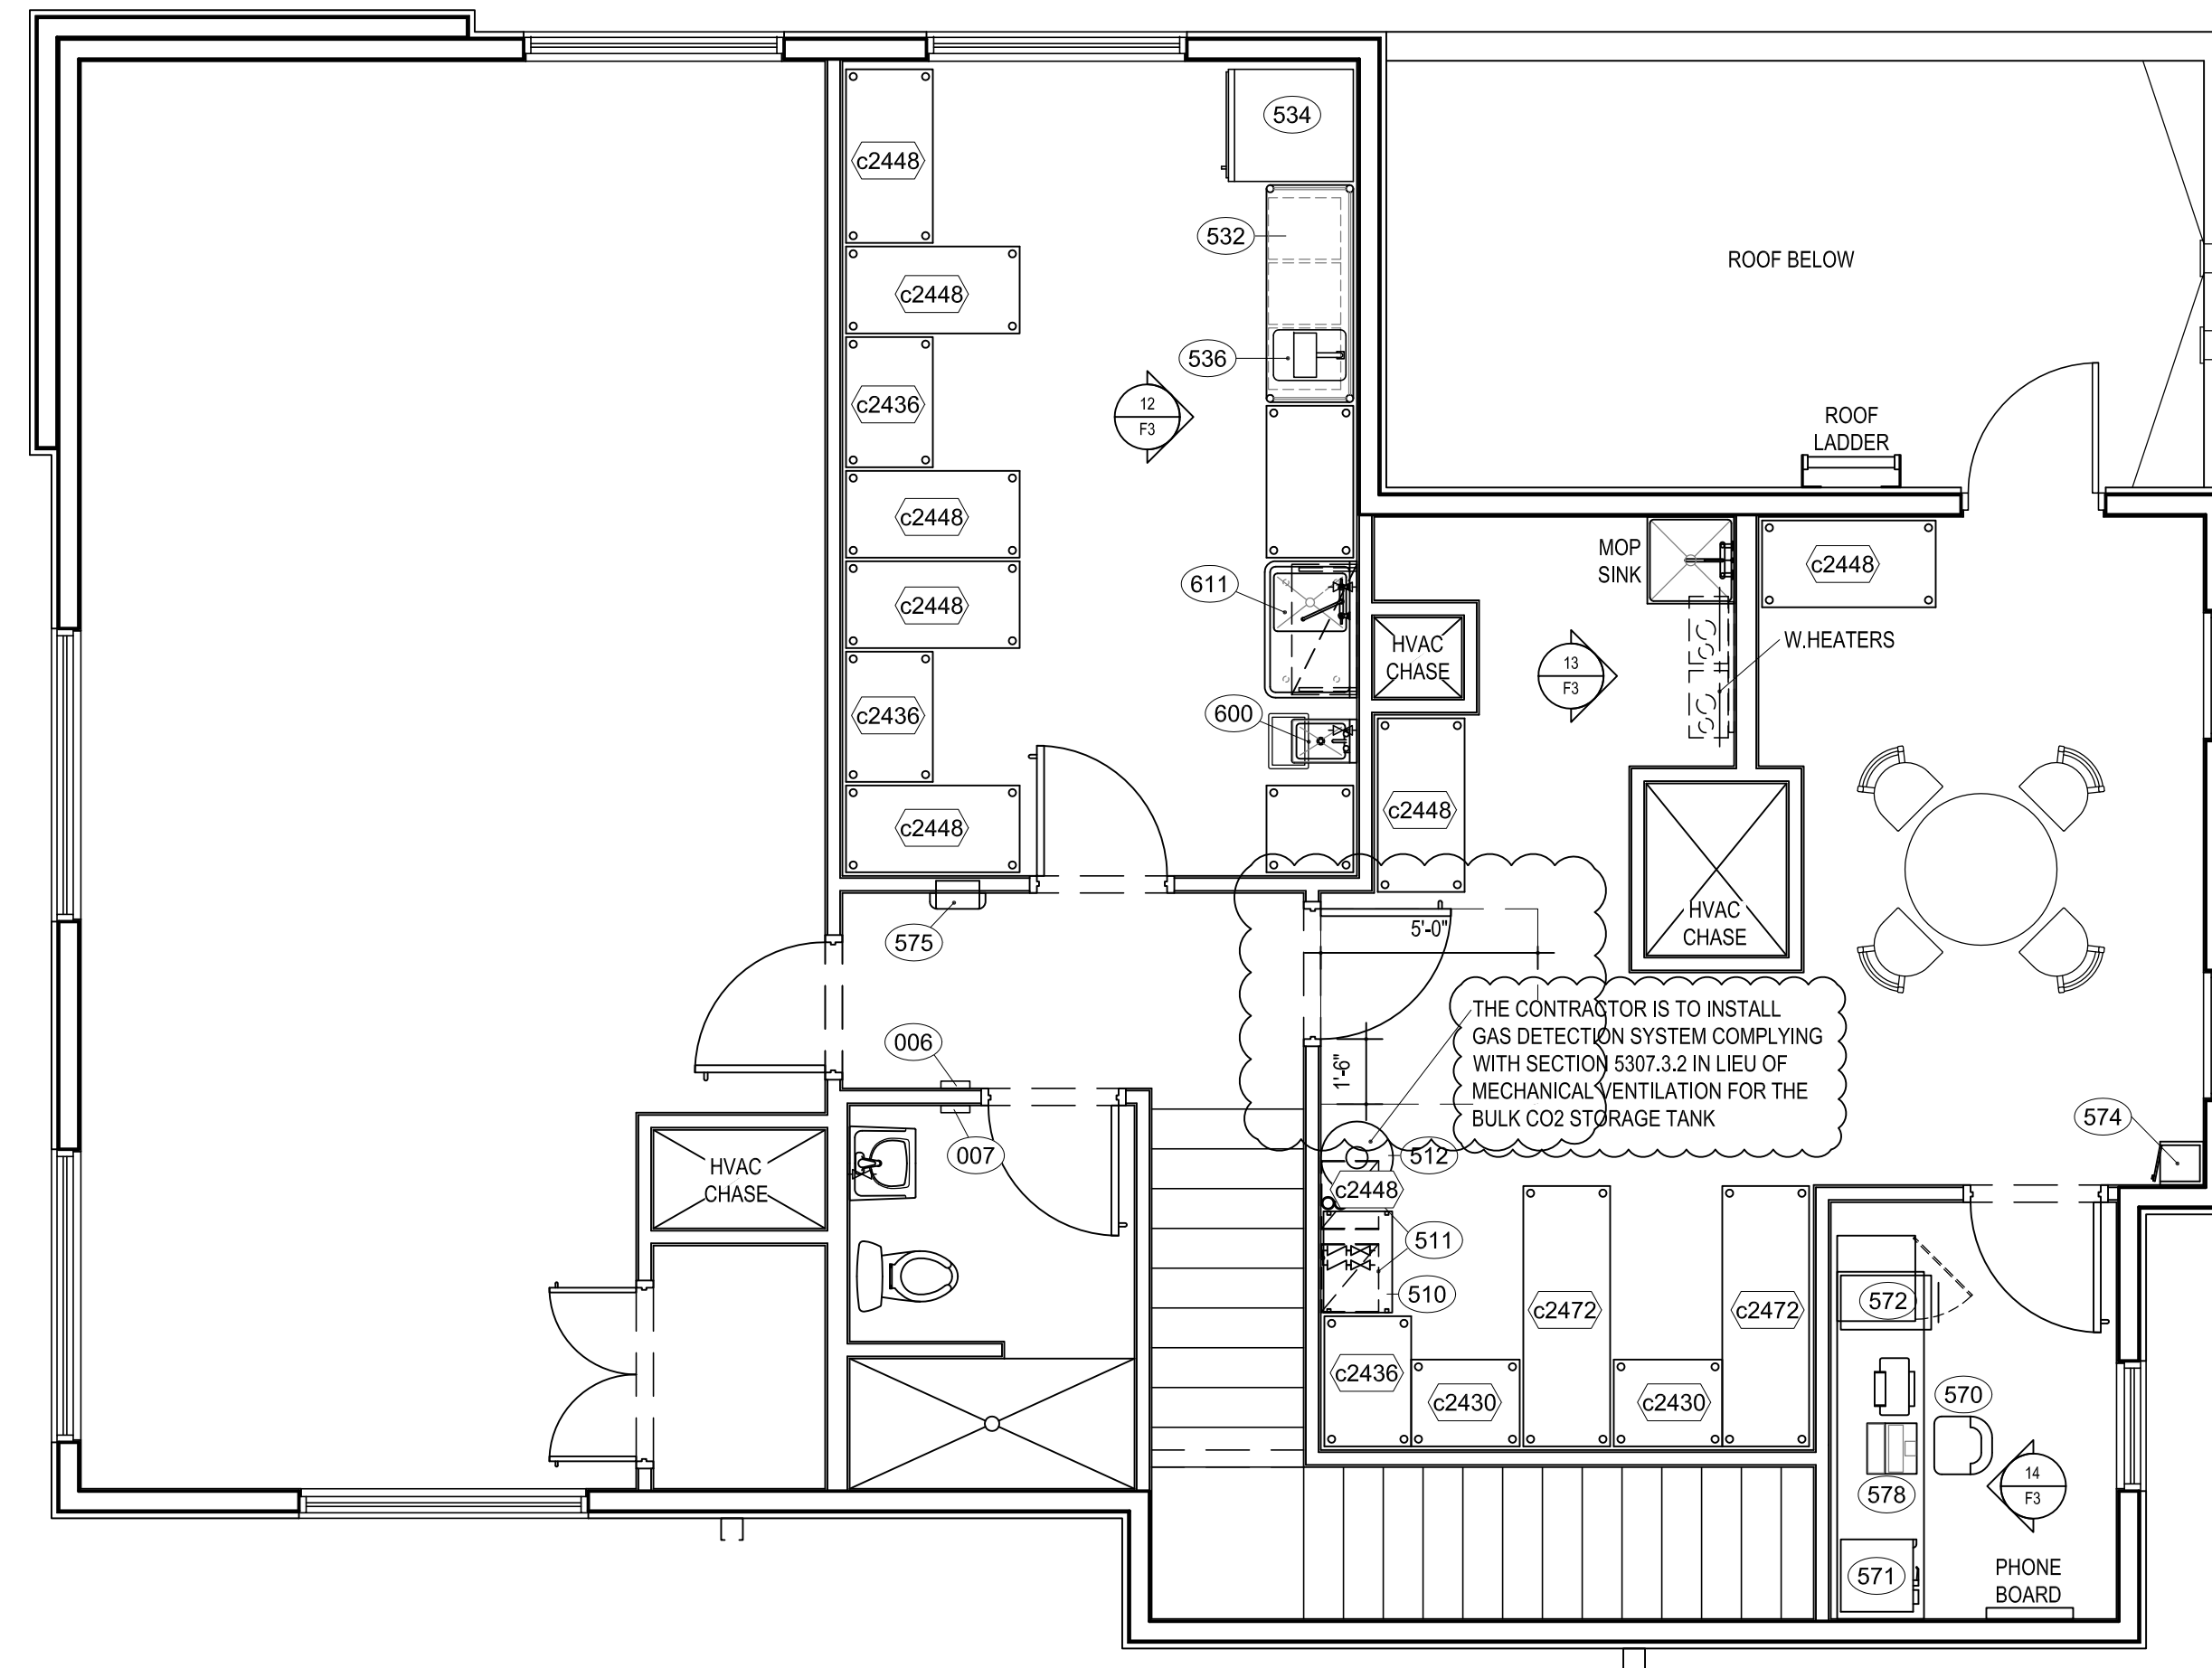 534
c2448
532
ROOF BELOW
c2448
536
c2436
12
F3
ROOF
LADDER
c2448
MOP
SINK
c2448
611
c2448
HVAC
CHASE
W.HEATERS
13
F3
c2436
600
c2448
c2448
HVAC
CHASE
5'-0"
575
006
THE CONTRACTOR IS TO INSTALL
GAS DETECTION SYSTEM COMPLYING
WITH SECTION 5307.3.2 IN LIEU OF
MECHANICAL VENTILATION FOR THE
BULK CO2 STORAGE TANK
1'-6"
574
007
512
HVAC
CHASE
c2448
511
510
572
c2472
c2472
c2436
c2430
c2430
570
578
14
F3
571
PHONE
BOARD